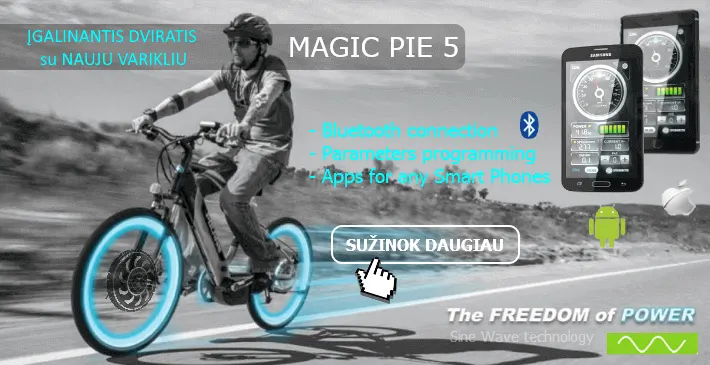 ĮGALINANTIS DVIRATIS
su NAUJU VARIKLIU
MAGIC PIE 5
SAMSUNG
- Bluetooth connection
- Parameters programming
- Apps for any Smart Phones
SUŽINOK DAUGIAU
The FREEDOM of POWER
Sine Wave technology